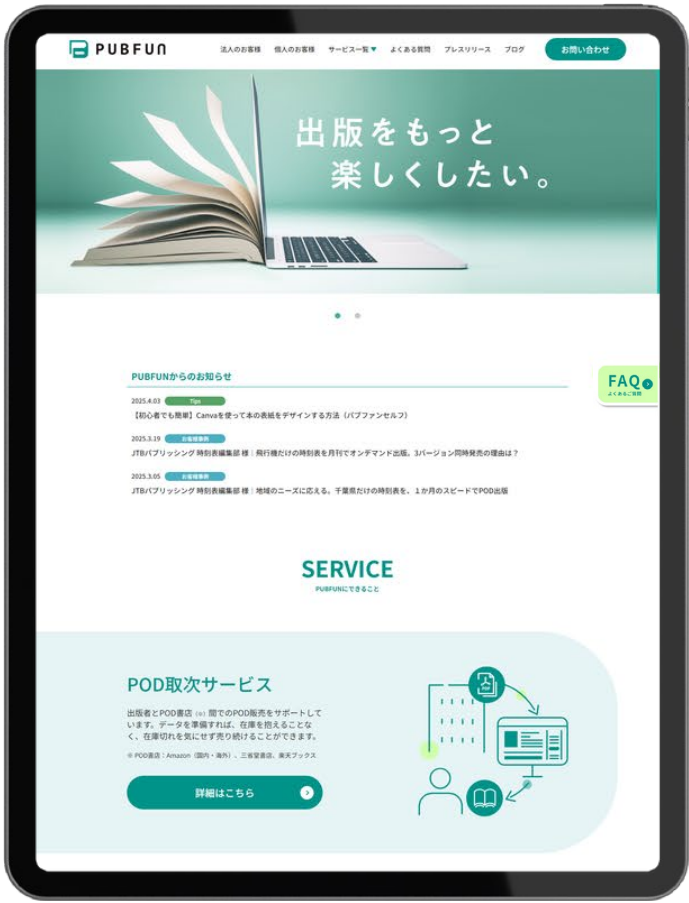 PUBFUN
法人のお客様 個人のお客様 サービス一覧▼ よくある質問 プレスリリース ブログ お問い合わせ
出版をもっと
楽しくしたい。
PUBFUNからのお知らせ
FAQ
よくあるご質問
2025.4.03 Tips
【初心者でも簡単】Canvaを使って本の表紙をデザインする方法（パブファンセルフ）
2025.3.19 お客様事例
JTBパブリッシング 時刻表編集部 様｜飛行機だけの時刻表を月刊でオンデマンド出版。3バージョン同時発売の理由は？
2025.3.05 お客様事例
JTBパブリッシング 時刻表編集部 様｜地域のニーズに応える。千葉県だけの時刻表を、１か月のスピードでPOD出版
SERVICE
PUBFUNにできること
POD取次サービス
出版者とPOD書店（※）間でのPOD販売をサポートして
います。データを準備すれば、在庫を抱えることな
く、在庫切れを気にせず売り続けることができます。
※ POD書店：Amazon（国内・海外）、三省堂書店、楽天ブックス
詳細はこちら
PDF